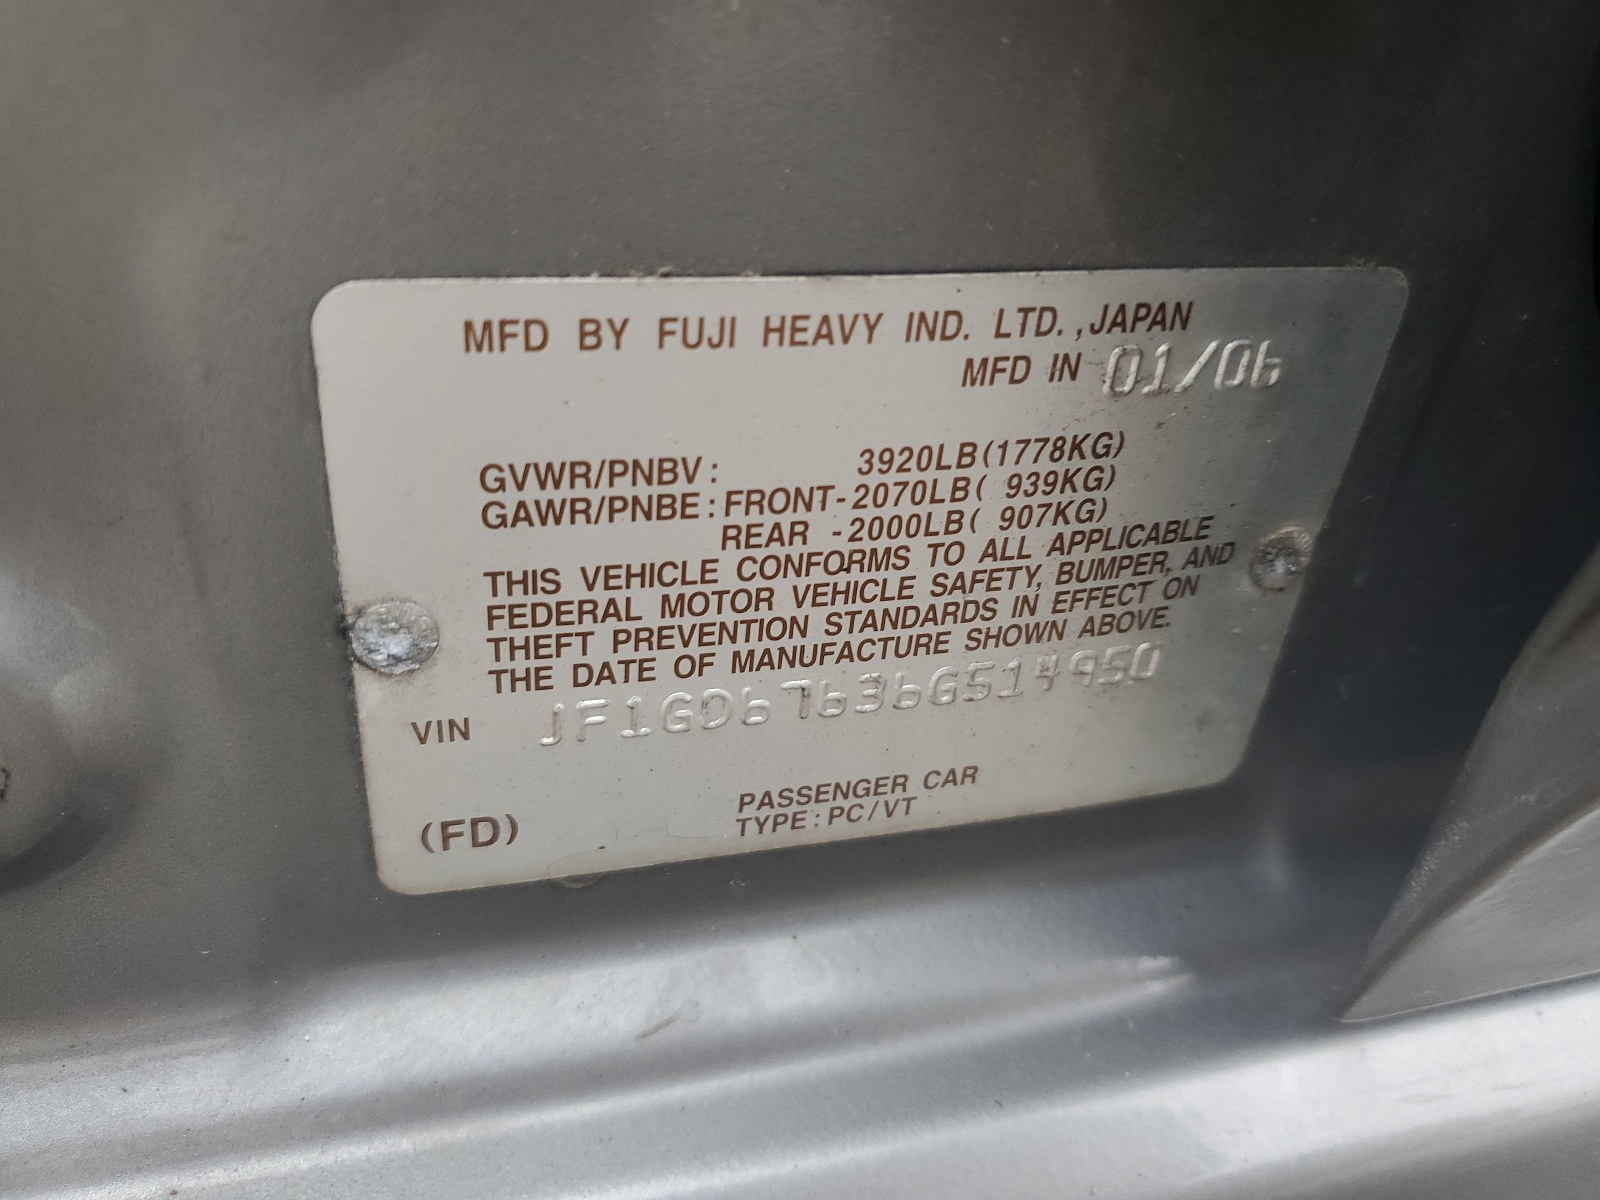 MFD BY FUJI HEAVY IND. LTD.,JAPAN
MFD IN 01/06
GVWR/PNBV: 3920LB(1778KG)
GAWR/PNBE: FRONT-2070LB( 939KG)
REAR -2000LB( 907KG)
THIS VEHICLE CONFORMS TO ALL APPLICABLE
FEDERAL MOTOR VEHICLE SAFETY, BUMPER, AND
THEFT PREVENTION STANDARDS IN EFFECT ON
THE DATE OF MANUFACTURE SHOWN ABOVE.
VIN JF1GD67636G514950
PASSENGER CAR
(FD) TYPE:PC/VT